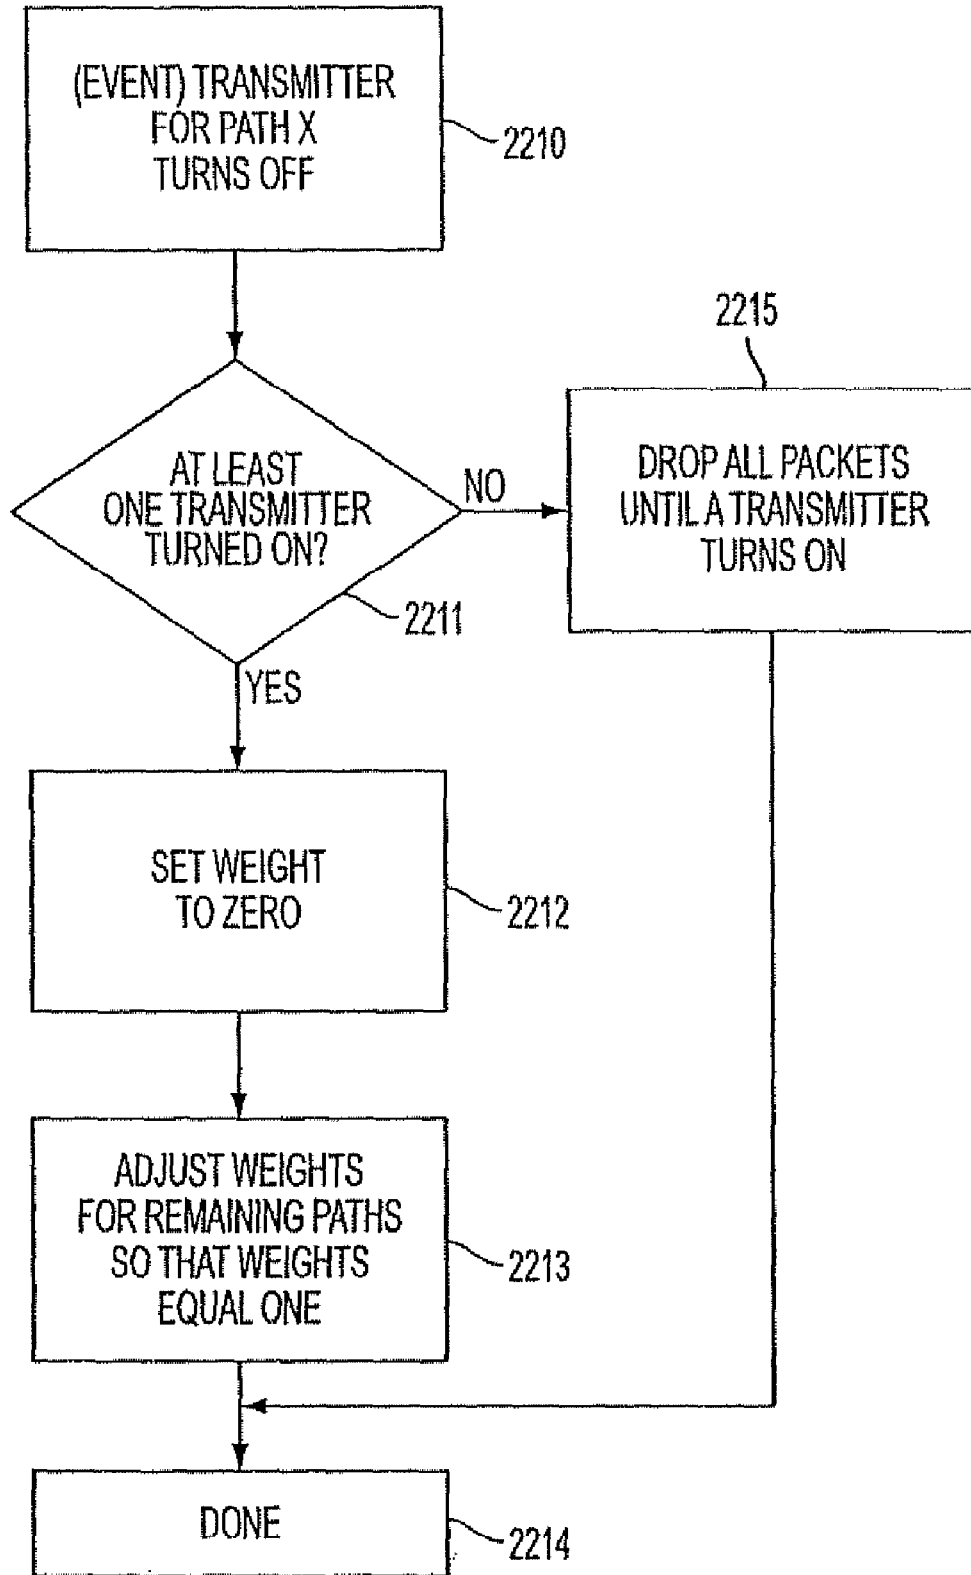 (EVENT) TRANSMITTER
FOR PATH X
TURNS OFF
2210
2215
AT LEAST
ONE TRANSMITTER
TURNED ON?
NO
2211
DROP ALL PACKETS
UNTIL A TRANSMITTER
TURNS ON
YES
SET WEIGHT
TO ZERO
2212
ADJUST WEIGHTS
FOR REMAINING PATHS
SO THAT WEIGHTS
EQUAL ONE
2213
DONE
2214